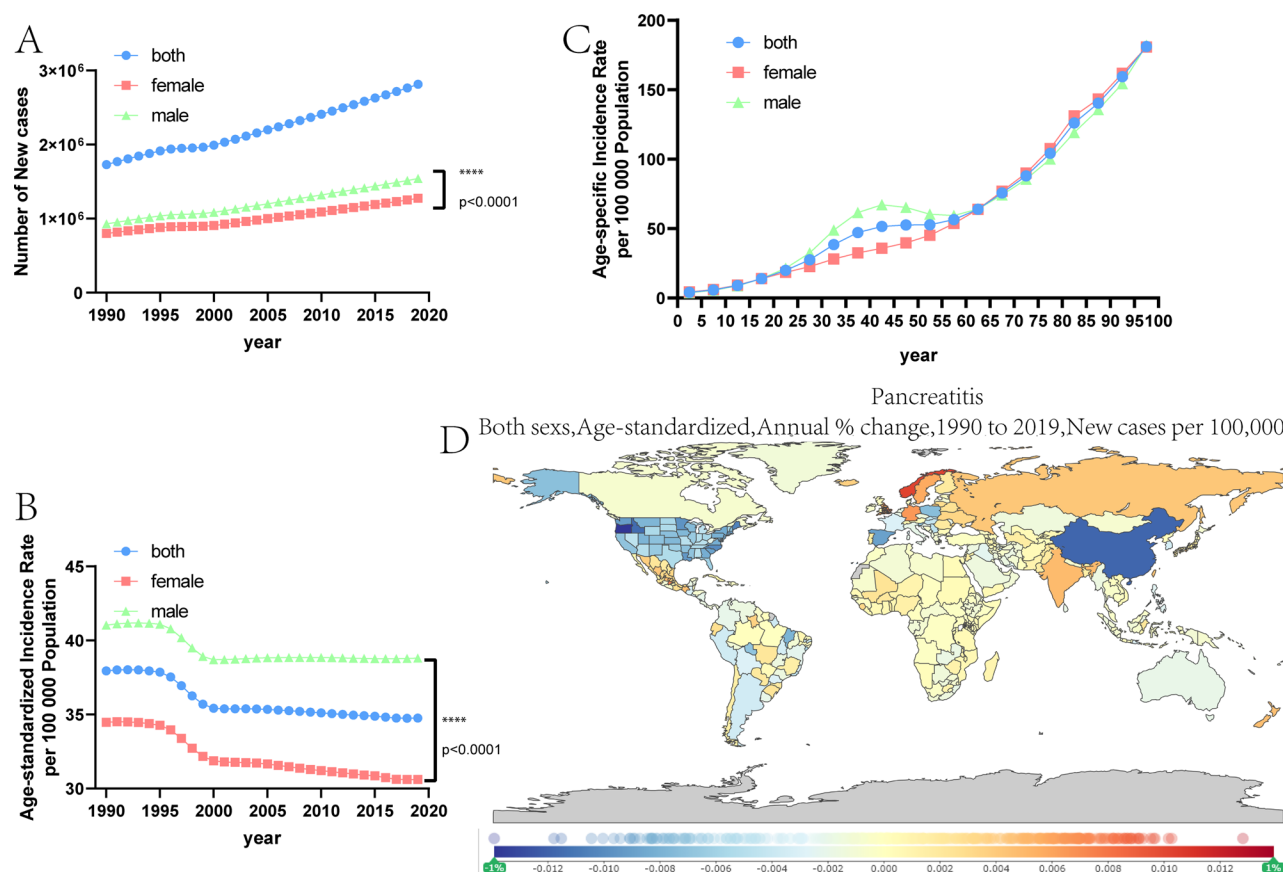 A
both
female
male
3×10⁶
2×10⁶
1×10⁶
0
Number of New cases
1990 1995 2000 2005 2010 2015 2020
year
****
p<0.0001
C
both
female
male
200
150
100
50
0
Age-specific Incidence Rate
per 100 000 Population
0 5 10 15 20 25 30 35 40 45 50 55 60 65 70 75 80 85 90 95 100
year
B
both
female
male
45
40
35
30
Age-standardized Incidence Rate
per 100 000 Population
1990 1995 2000 2005 2010 2015 2020
year
****
p<0.0001
D
Pancreatitis
Both sexs,Age-standardized,Annual % change,1990 to 2019,New cases per 100,000
-1% -0.012 -0.010 -0.008 -0.006 -0.004 -0.002 0.000 0.002 0.004 0.006 0.008 0.010 0.012 1%